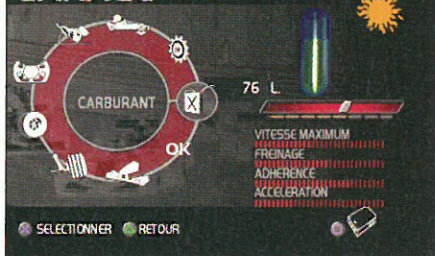 CARBURANT
76 L.
OK
VITESSE MAXIMUM
FREINAGE
ADHERENCE
ACCELERATION
SELECTIONNER RETOUR